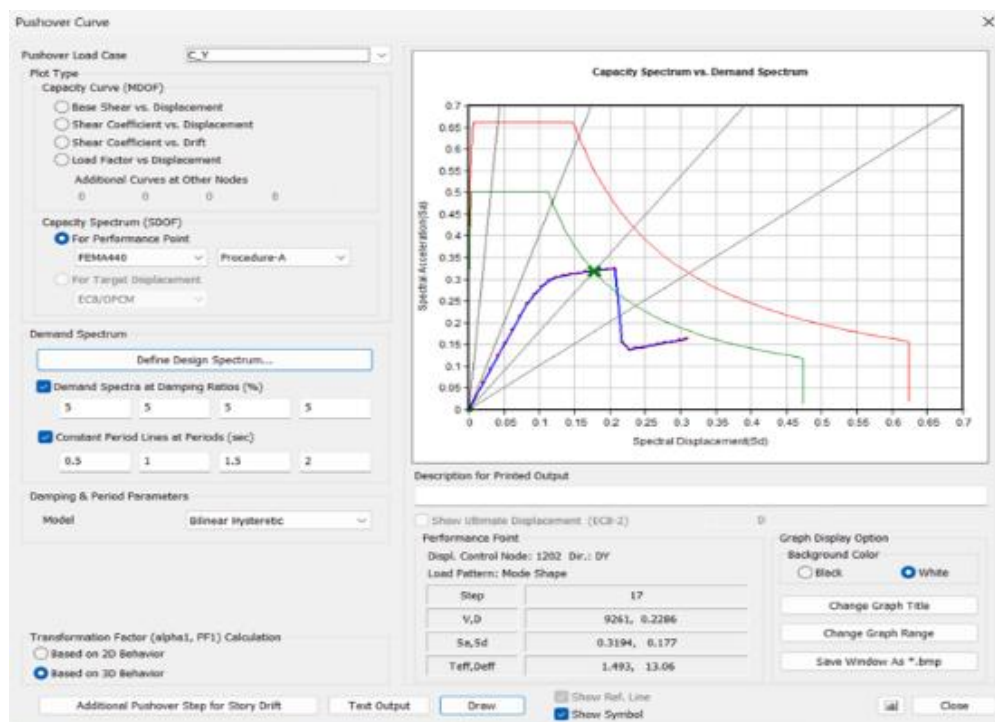 Pushover Curve
Pushover Load Case
C_Y
Plot Type
Capacity Curve (MDOF)
Base Shear vs. Displacement
Shear Coefficient vs. Displacement
Shear Coefficient vs. Drift
Load Factor vs Displacement
Additional Curves at Other Nodes
0 0 0 0
Capacity Spectrum (SDOF)
For Performance Point
FEMA440 Procedure-A
For Target Displacement
EC8/OPCM
Demand Spectrum
Define Design Spectrum...
Demand Spectra at Damping Ratios (%)
5 5 5 5
Constant Period Lines at Periods (sec)
0.5 1 1.5 2
Damping & Period Parameters
Model Bilinear Hysteretic
Transformation Factor (alpha1, PF1) Calculation
Based on 2D Behavior
Based on 3D Behavior
Additional Pushover Step for Story Drift Text Output Draw
Capacity Spectrum vs. Demand Spectrum
Spectral Acceleration(Sa)
0.7
0.65
0.6
0.55
0.5
0.45
0.4
0.35
0.3
0.25
0.2
0.15
0.1
0.05
0
0 0.05 0.1 0.15 0.2 0.25 0.3 0.35 0.4 0.45 0.5 0.55 0.6 0.65 0.7
Spectral Displacement(Sd)
Description for Printed Output
Show Ultimate Displacement (EC8-2) 0
Performance Point
Displ. Control Node: 1202 Dir.: DY
Load Pattern: Mode Shape
Step 17
V,D 9261, 0.2286
Sa,Sd 0.3194, 0.177
Teff,Deff 1.493, 13.06
Graph Display Option
Background Color
Black White
Change Graph Title
Change Graph Range
Save Window As *.bmp
Show Ref. Line
Show Symbol
Close